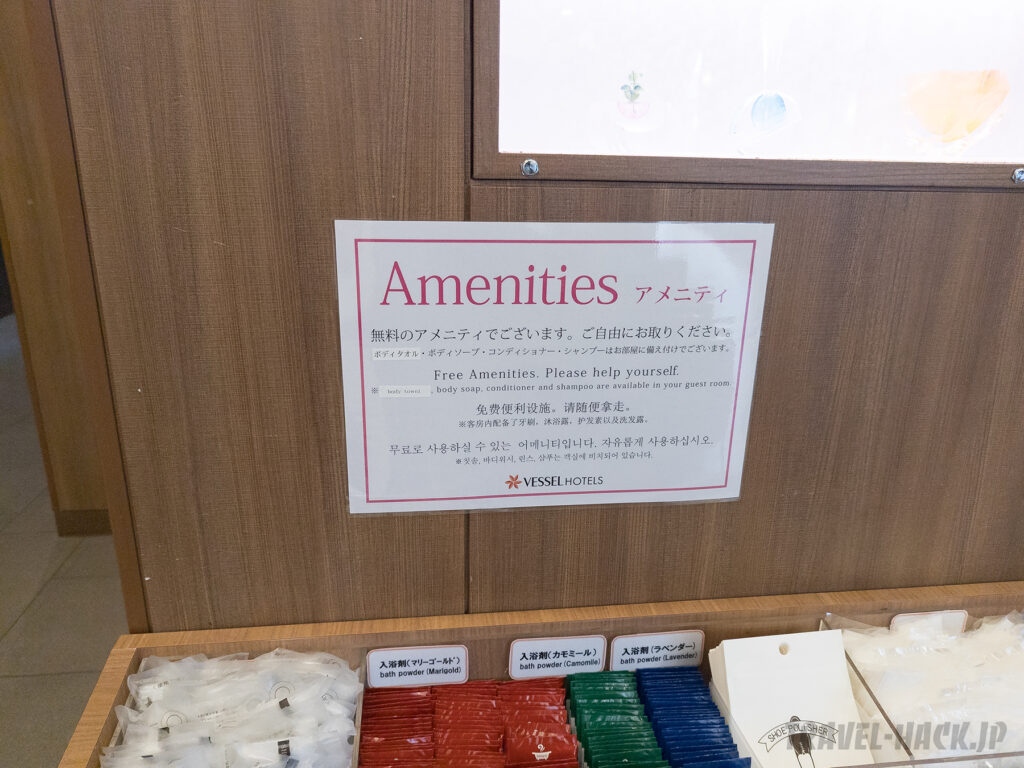 Amenities アメニティ
無料のアメニティでございます。ご自由にお取りください。
ボディタオル・ボディソープ・コンディショナー・シャンプーはお部屋に備え付けでございます。
Free Amenities. Please help yourself.
※ body towel , body soap, conditioner and shampoo are available in your guest room.
免费便利设施。请随便拿走。
※客房内配备了牙刷，沐浴露，护发素以及洗发露。
무료로 사용하실 수 있는 어메니티입니다. 자유롭게 사용하십시오.
※칫솔, 바디워시, 린스, 샴푸는 객실에 비치되어 있습니다.
VESSEL HOTELS
入浴剤(マリーゴールド)
bath powder (Marigold)
入浴剤(カモミール)
bath powder (Camomile)
入浴剤(ラベンダー)
bath powder (Lavender)
SHOE POLISHER
TRAVEL-HACK.JP